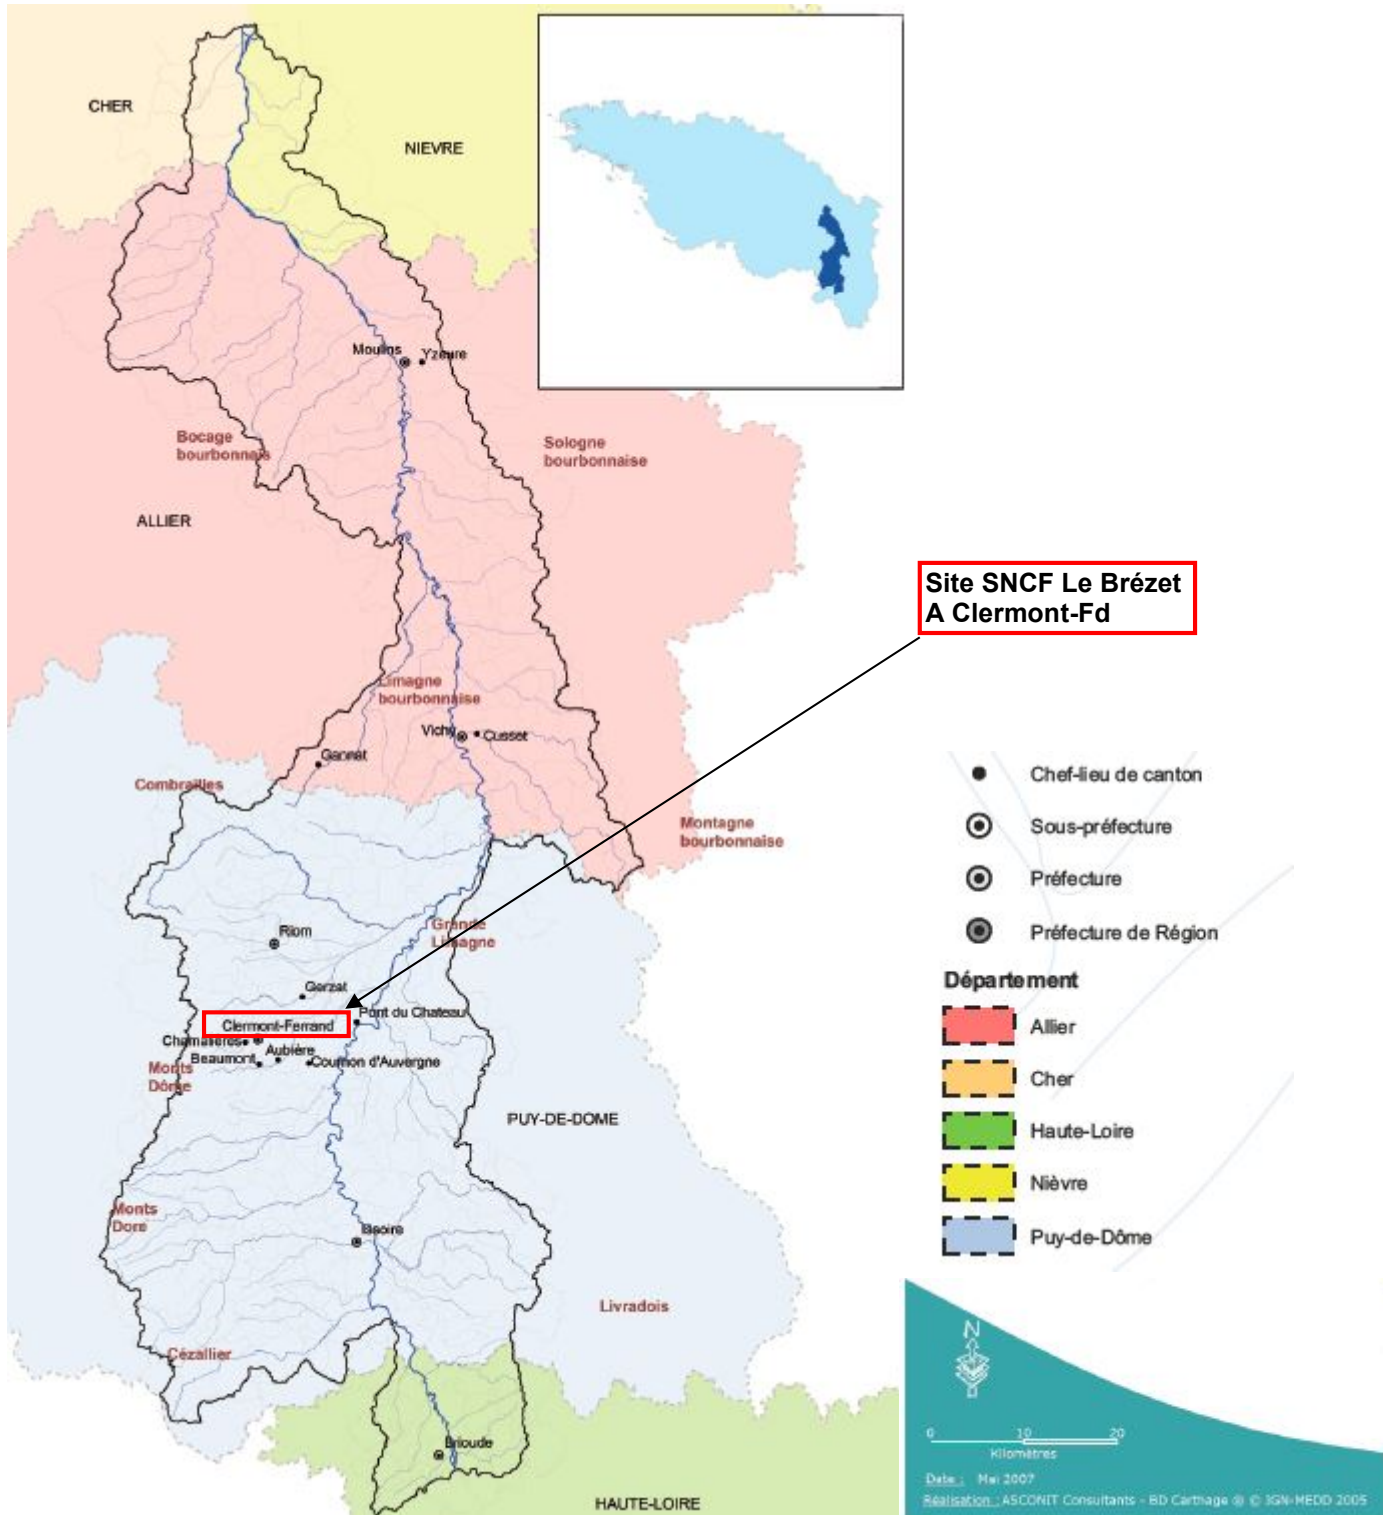 CHER
NIEVRE
Moulins
Yzeure
Bocage
bourbonnais
Sologne
bourbonnaise
ALLIER
Site SNCF Le Brézet
A Clermont-Fd
Limagne
bourbonnaise
Vichy
Cusset
Gannat
Combrailles
Montagne
bourbonnaise
Chef-lieu de canton
Sous-préfecture
Préfecture
Préfecture de Région
Riom
Grande
Limagne
Gerzat
Clermont-Ferrand
Pont du Chateau
Chamalières
Beaumont
Aubière
Cournon d'Auvergne
Monts
Dôme
PUY-DE-DOME
Département
Allier
Cher
Haute-Loire
Nièvre
Puy-de-Dôme
Monts
Dore
Issoire
Livradois
Cézallier
Brioude
HAUTE-LOIRE
N
0 10 20
Kilomètres
Date : Mai 2007
Réalisation : ASCONIT Consultants - BD Carthage ® © IGN-MEDD 2005